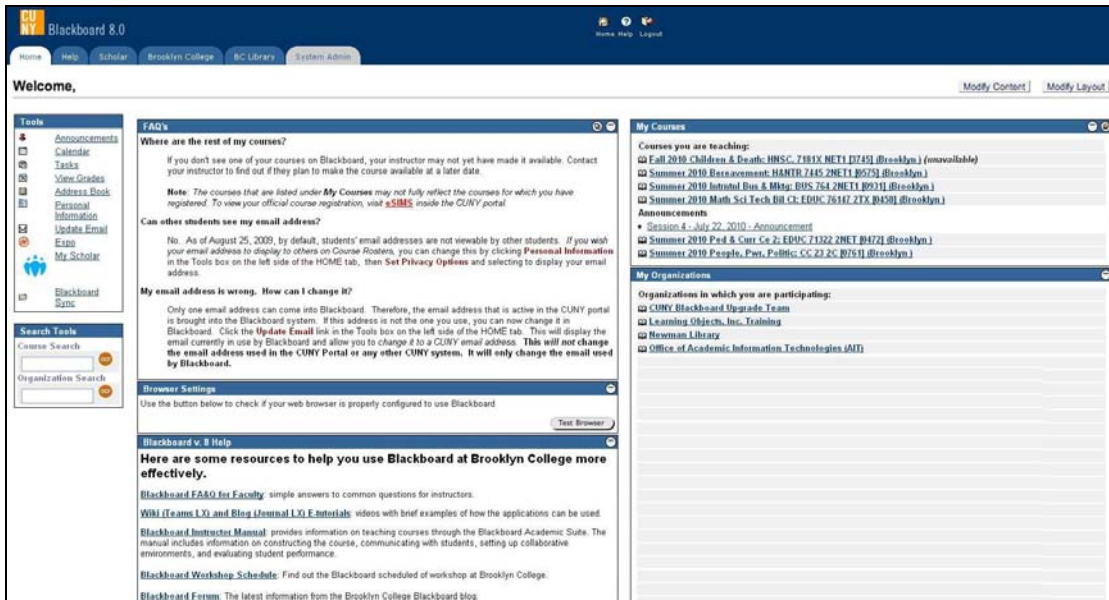 CUNY Blackboard 8.0
Home Help Logout
Home Help Scholar Brooklyn College BC Library System Admin
Welcome,
Modify Content Modify Layout
Tools
Announcements
Calendar
Tasks
View Grades
Address Book
Personal
Information
Update Email
Expo
My Scholar
Blackboard
Sync
Search Tools
Course Search
GO!
Organization Search
GO!
FAQ's
Where are the rest of my courses?
If you don't see one of your courses on Blackboard, your instructor may not yet have made it available. Contact
your instructor to find out if they plan to make the course available at a later date.
Note: The courses that are listed under My Courses may not fully reflect the courses for which you have
registered. To view your official course registration, visit eSIMS inside the CUNY portal.
Can other students see my email address?
No. As of August 25, 2009, by default, students' email addresses are not viewable by other students. If you wish
your email address to display to others on Course Rosters, you can change this by clicking Personal Information
in the Tools box on the left side of the HOME tab, then Set Privacy Options and selecting to display your email
address.
My email address is wrong. How can I change it?
Only one email address can come into Blackboard. Therefore, the email address that is active in the CUNY portal
is brought into the Blackboard system. If this address is not the one you use, you can now change it in
Blackboard. Click the Update Email link in the Tools box on the left side of the HOME tab. This will display the
email currently in use by Blackboard and allow you to change it to a CUNY email address. This will not change
the email address used in the CUNY Portal or any other CUNY system. It will only change the email used
by Blackboard.
Browser Settings
Use the button below to check if your web browser is properly configured to use Blackboard
Test Browser
Blackboard v. 8 Help
Here are some resources to help you use Blackboard at Brooklyn College more
effectively.
Blackboard FA&Q for Faculty: simple answers to common questions for instructors.
Wiki (Teams LX) and Blog (Journal LX) E-tutorials: videos with brief examples of how the applications can be used.
Blackboard Instructor Manual: provides information on teaching courses through the Blackboard Academic Suite. The
manual includes information on constructing the course, communicating with students, setting up collaborative
environments, and evaluating student performance.
Blackboard Workshop Schedule: Find out the Blackboard scheduled of workshop at Brooklyn College.
Blackboard Forum: The latest information from the Brooklyn College Blackboard blog.
My Courses
Courses you are teaching:
Fall 2010 Children & Death: HNSC. 7181X NET1 [3745] (Brooklyn ) (unavailable)
Summer 2010 Bereavement: H&NTR 7445 2NET1 [0575] (Brooklyn )
Summer 2010 Intrntnl Bus & Mktg: BUS 764 2NET1 [0931] (Brooklyn )
Summer 2010 Math Sci Tech Bil Cl: EDUC 7614T 2TX [0450] (Brooklyn )
Announcements
Session 4 - July 22, 2010 - Announcement
Summer 2010 Ped & Curr Ce 2: EDUC 71322 2NET [0472] (Brooklyn )
Summer 2010 People, Pwr, Politic: CC 23 2C [0761] (Brooklyn )
My Organizations
Organizations in which you are participating:
CUNY Blackboard Upgrade Team
Learning Objects, Inc. Training
Newman Library
Office of Academic Information Technologies (AIT)